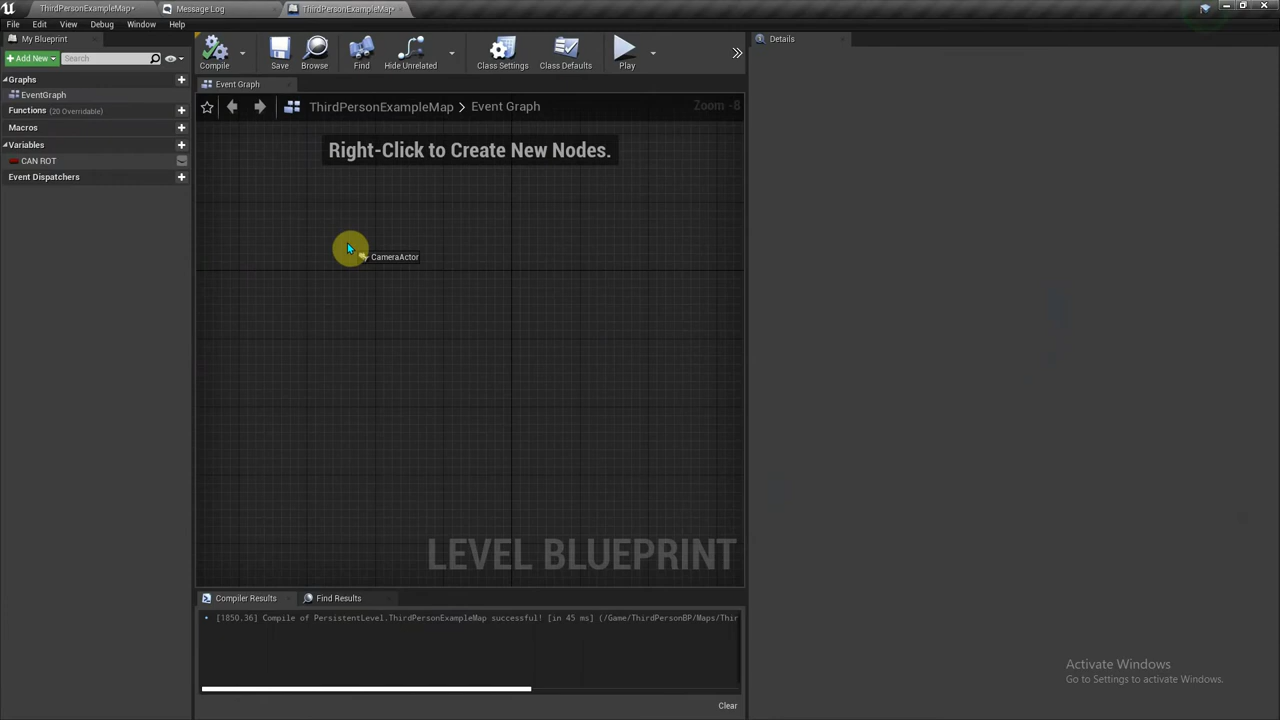 ThirdPersonExampleMap*
Message Log
ThirdPersonExampleMap*
File Edit View Debug Window Help
My Blueprint
Details
Add New
Search
Compile
Save
Browse
Find
Hide Unrelated
Class Settings
Class Defaults
Play
Graphs
EventGraph
Functions (20 Overridable)
Macros
Variables
CAN ROT
Event Dispatchers
Event Graph
ThirdPersonExampleMap > Event Graph
Zoom -8
Right-Click to Create New Nodes.
CameraActor
LEVEL BLUEPRINT
Compiler Results
Find Results
[1850.36] Compile of PersistentLevel.ThirdPersonExampleMap successful! [in 45 ms] (/Game/ThirdPersonBP/Maps/Thir
Clear
Activate Windows
Go to Settings to activate Windows.